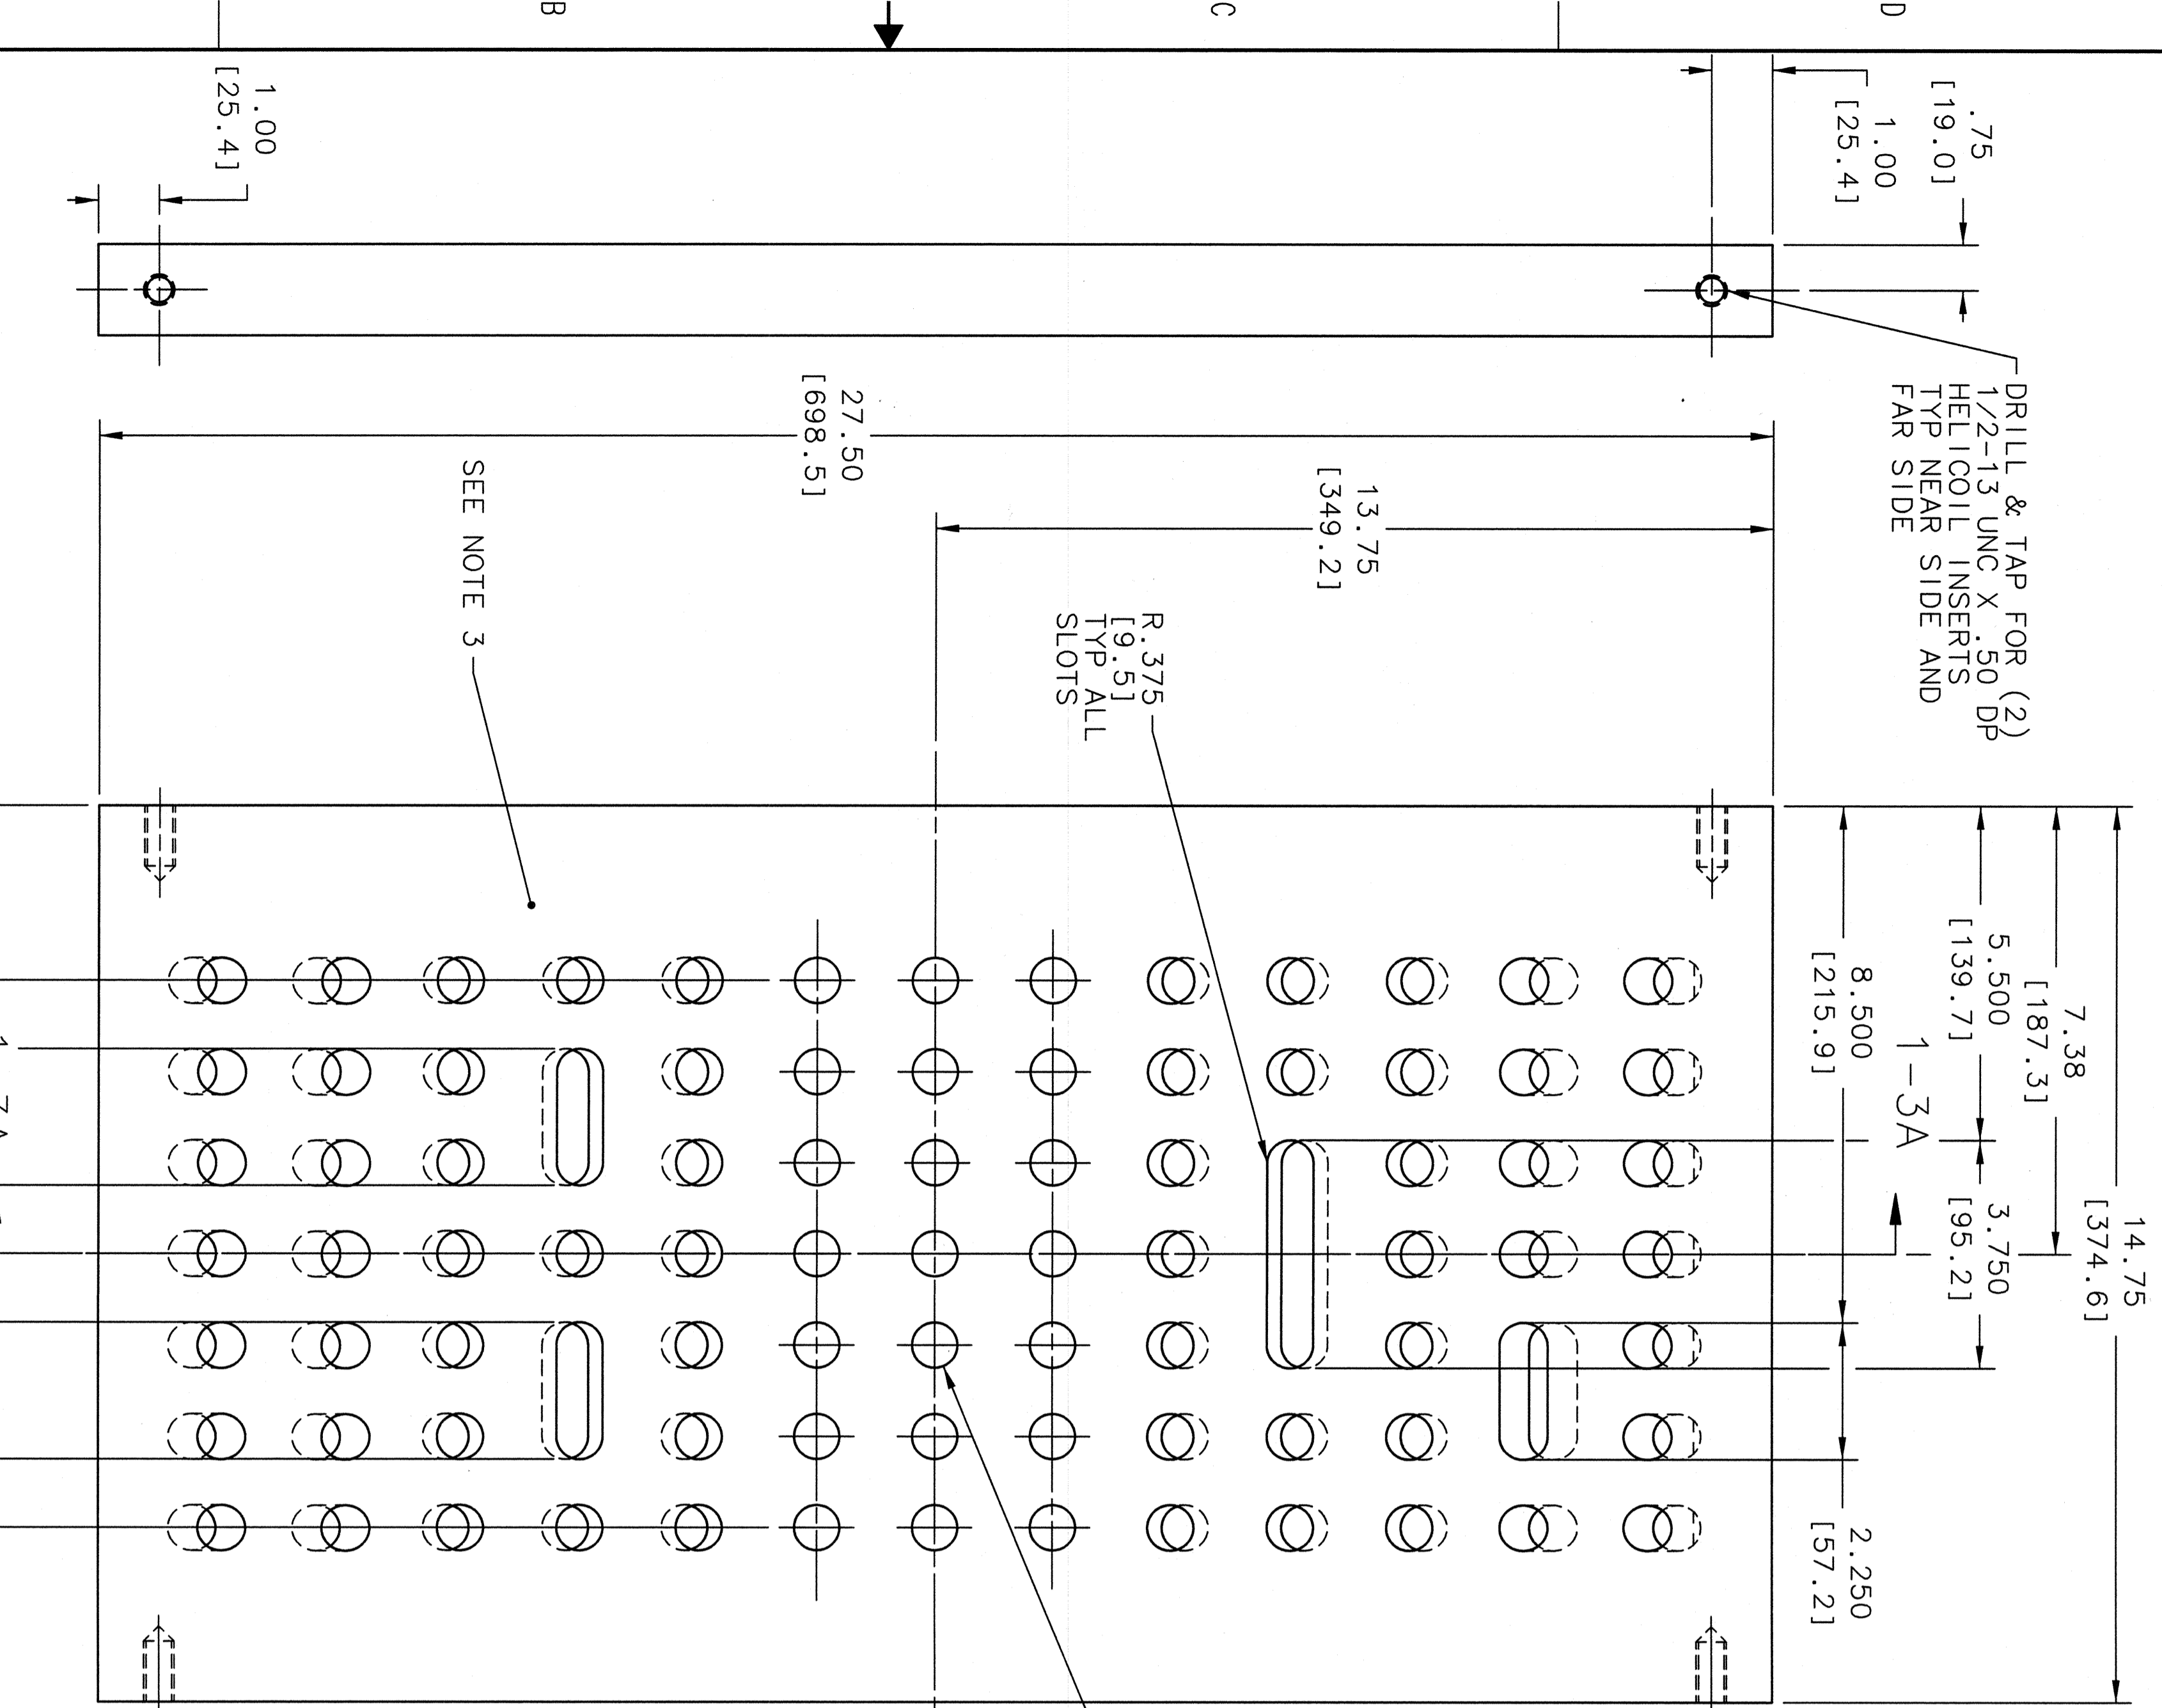 B
C
D
1.00
[25.4]
.75
[19.0]
1.00
[25.4]
DRILL & TAP FOR (2)
1/2-13 UNC X .50 DP
HELICOIL INSERTS
TYP NEAR SIDE AND
FAR SIDE
27.50
[698.5]
13.75
[349.2]
SEE NOTE 3
R.375
[9.5]
TYP ALL
SLOTS
14.75
[374.6]
7.38
[187.3]
5.500
[139.7]
3.750
[95.2]
8.500
[215.9]
2.250
[57.2]
1-3A